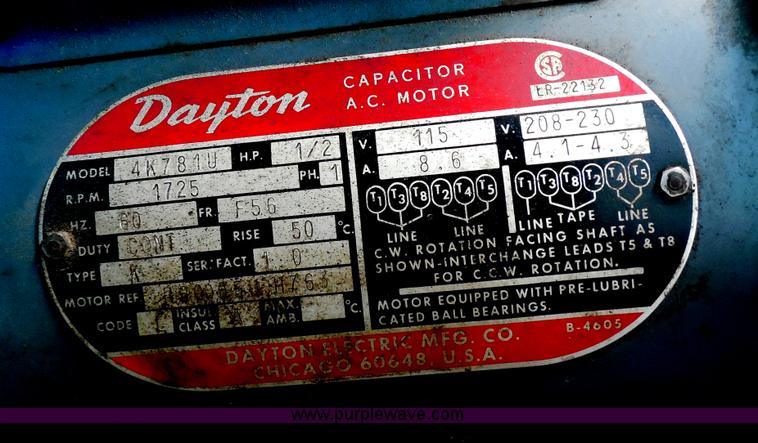 Dayton
CAPACITOR
A.C. MOTOR
ER-22132
MODEL 4K781U H.P. 1/2
R.P.M. 1725 PH. 1
HZ. 60 FR. F56
DUTY CONT RISE 50 °C.
TYPE K SER. FACT. 1.0
MOTOR REF.
CODE INSUL CLASS MAX. AMB. °C.
V. 115 V. 208-230
A. 8.6 A. 4.1-4.3
T1 T3 T8 T2 T4 T5 T1 T3 T8 T2 T4 T5
LINE LINE LINE TAPE LINE
C.W. ROTATION FACING SHAFT AS
SHOWN-INTERCHANGE LEADS T5 & T8
FOR C.C.W. ROTATION.
MOTOR EQUIPPED WITH PRE-LUBRI-
CATED BALL BEARINGS.
B-4605
DAYTON ELECTRIC MFG. CO.
CHICAGO 60648, U.S.A.
www.purplewave.com